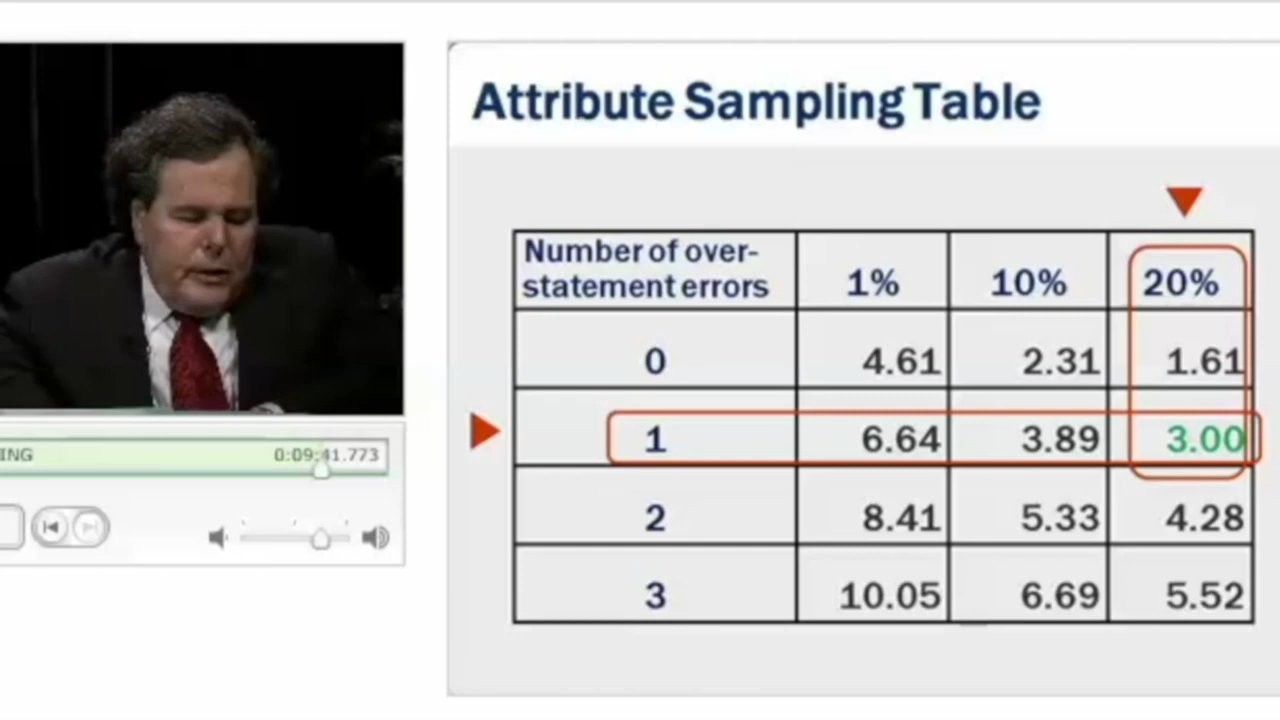 Attribute Sampling Table
Number of over-
statement errors 1% 10% 20%
0 4.61 2.31 1.61
1 6.64 3.89 3.00
2 8.41 5.33 4.28
3 10.05 6.69 5.52
ING 0:09:41.773